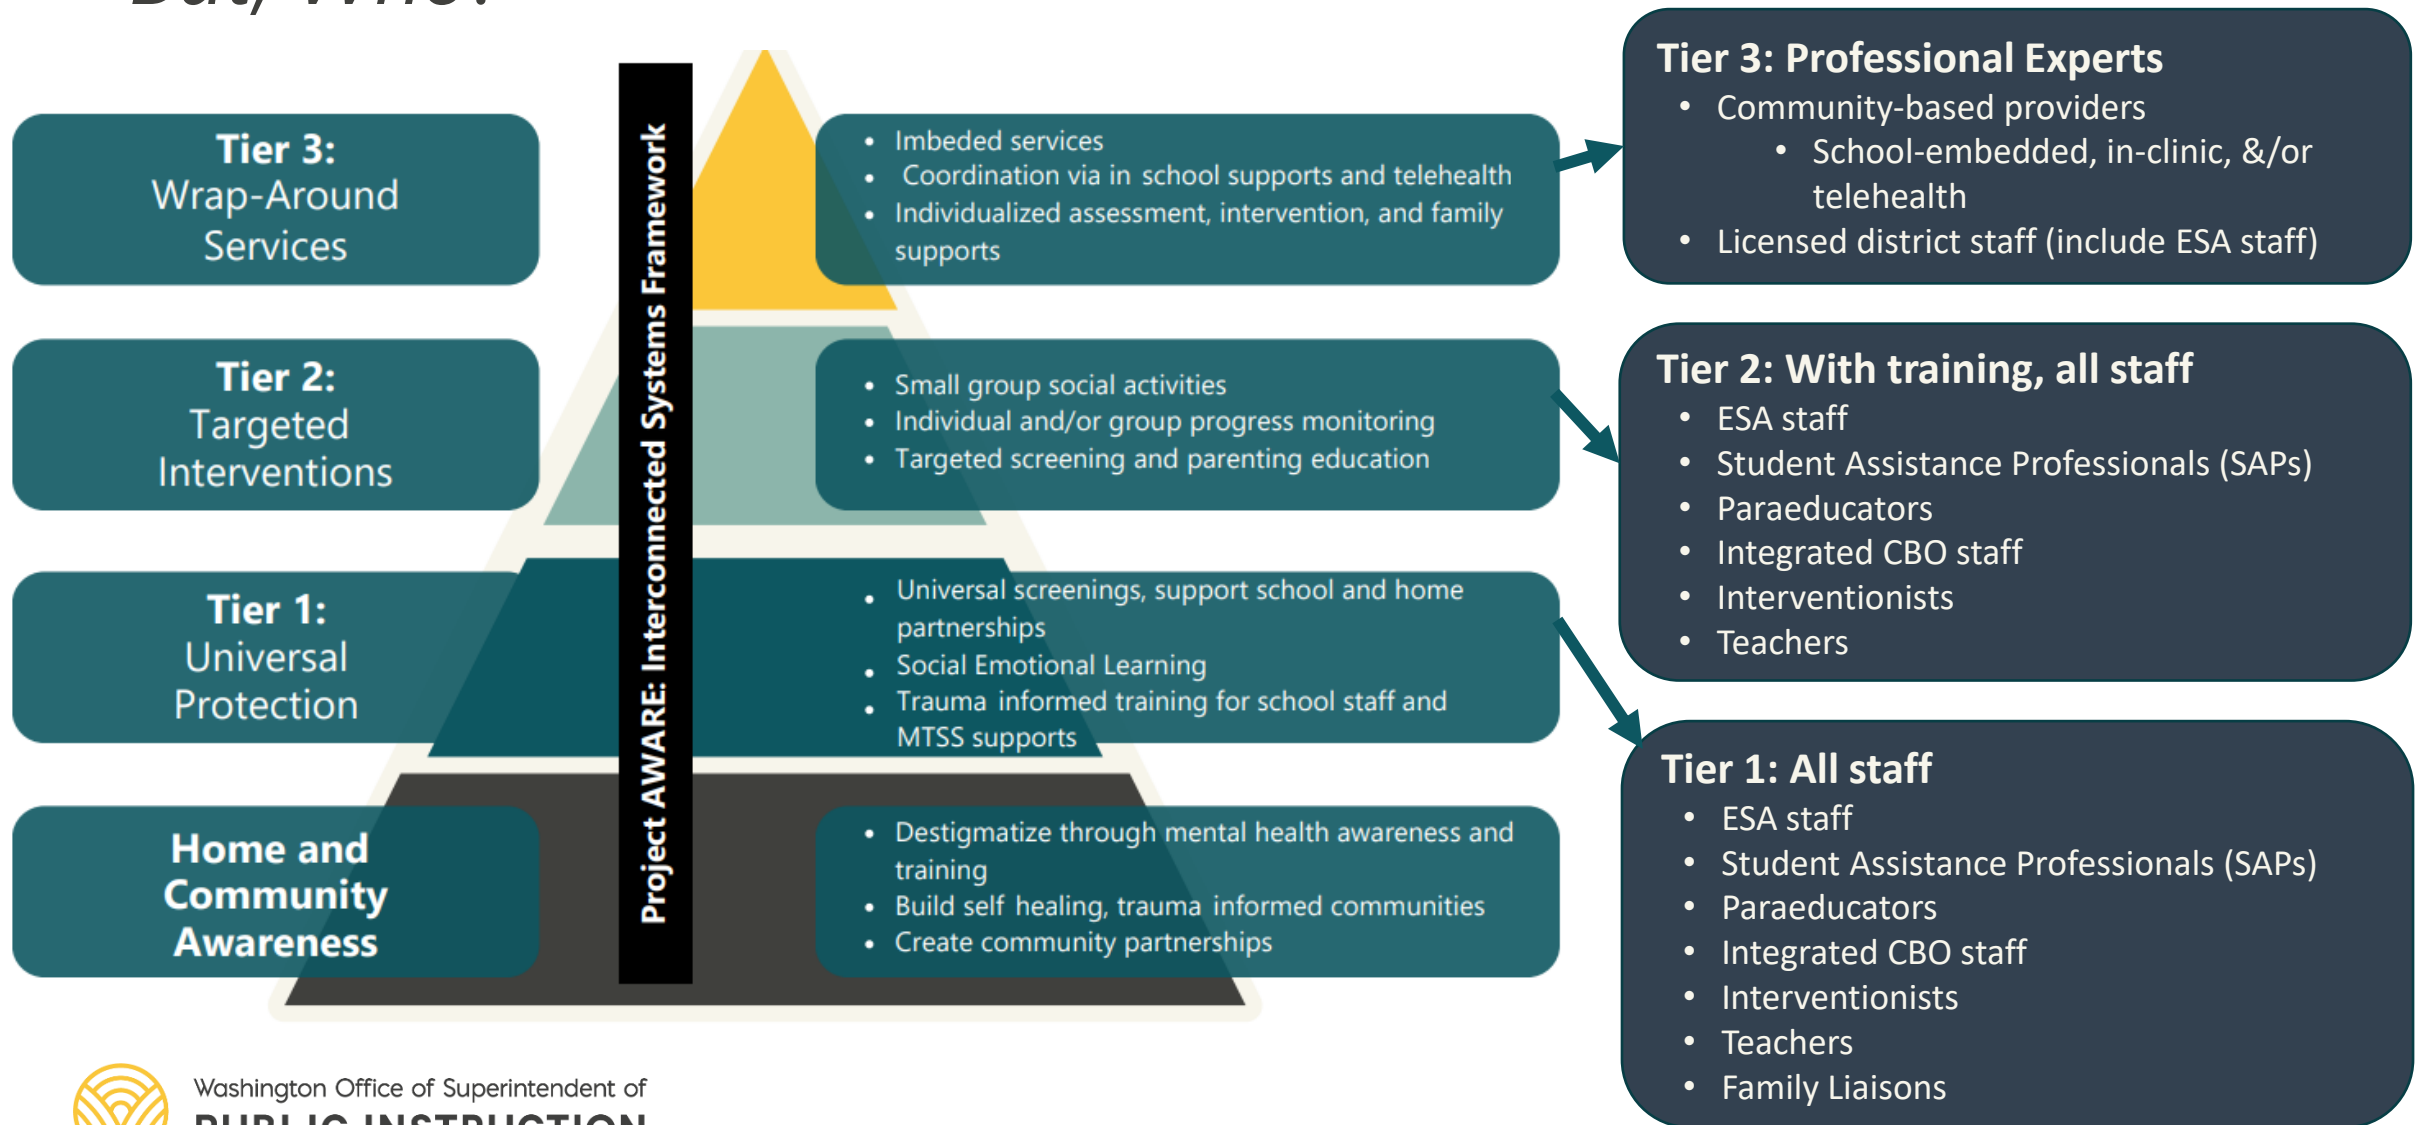 But, Who?
Tier 3:
Wrap-Around
Services
Tier 2:
Targeted
Interventions
Tier 1:
Universal
Protection
Home and
Community
Awareness
Project AWARE: Interconnected Systems Framework
• Imbeded services
• Coordination via in school supports and telehealth
• Individualized assessment, intervention, and family
supports
• Small group social activities
• Individual and/or group progress monitoring
• Targeted screening and parenting education
• Universal screenings, support school and home
partnerships
• Social Emotional Learning
• Trauma informed training for school staff and
MTSS supports
• Destigmatize through mental health awareness and
training
• Build self healing, trauma informed communities
• Create community partnerships
Tier 3: Professional Experts
• Community-based providers
• School-embedded, in-clinic, &/or
telehealth
• Licensed district staff (include ESA staff)
Tier 2: With training, all staff
• ESA staff
• Student Assistance Professionals (SAPs)
• Paraeducators
• Integrated CBO staff
• Interventionists
• Teachers
Tier 1: All staff
• ESA staff
• Student Assistance Professionals (SAPs)
• Paraeducators
• Integrated CBO staff
• Interventionists
• Teachers
• Family Liaisons
Washington Office of Superintendent of
PUBLIC INSTRUCTION